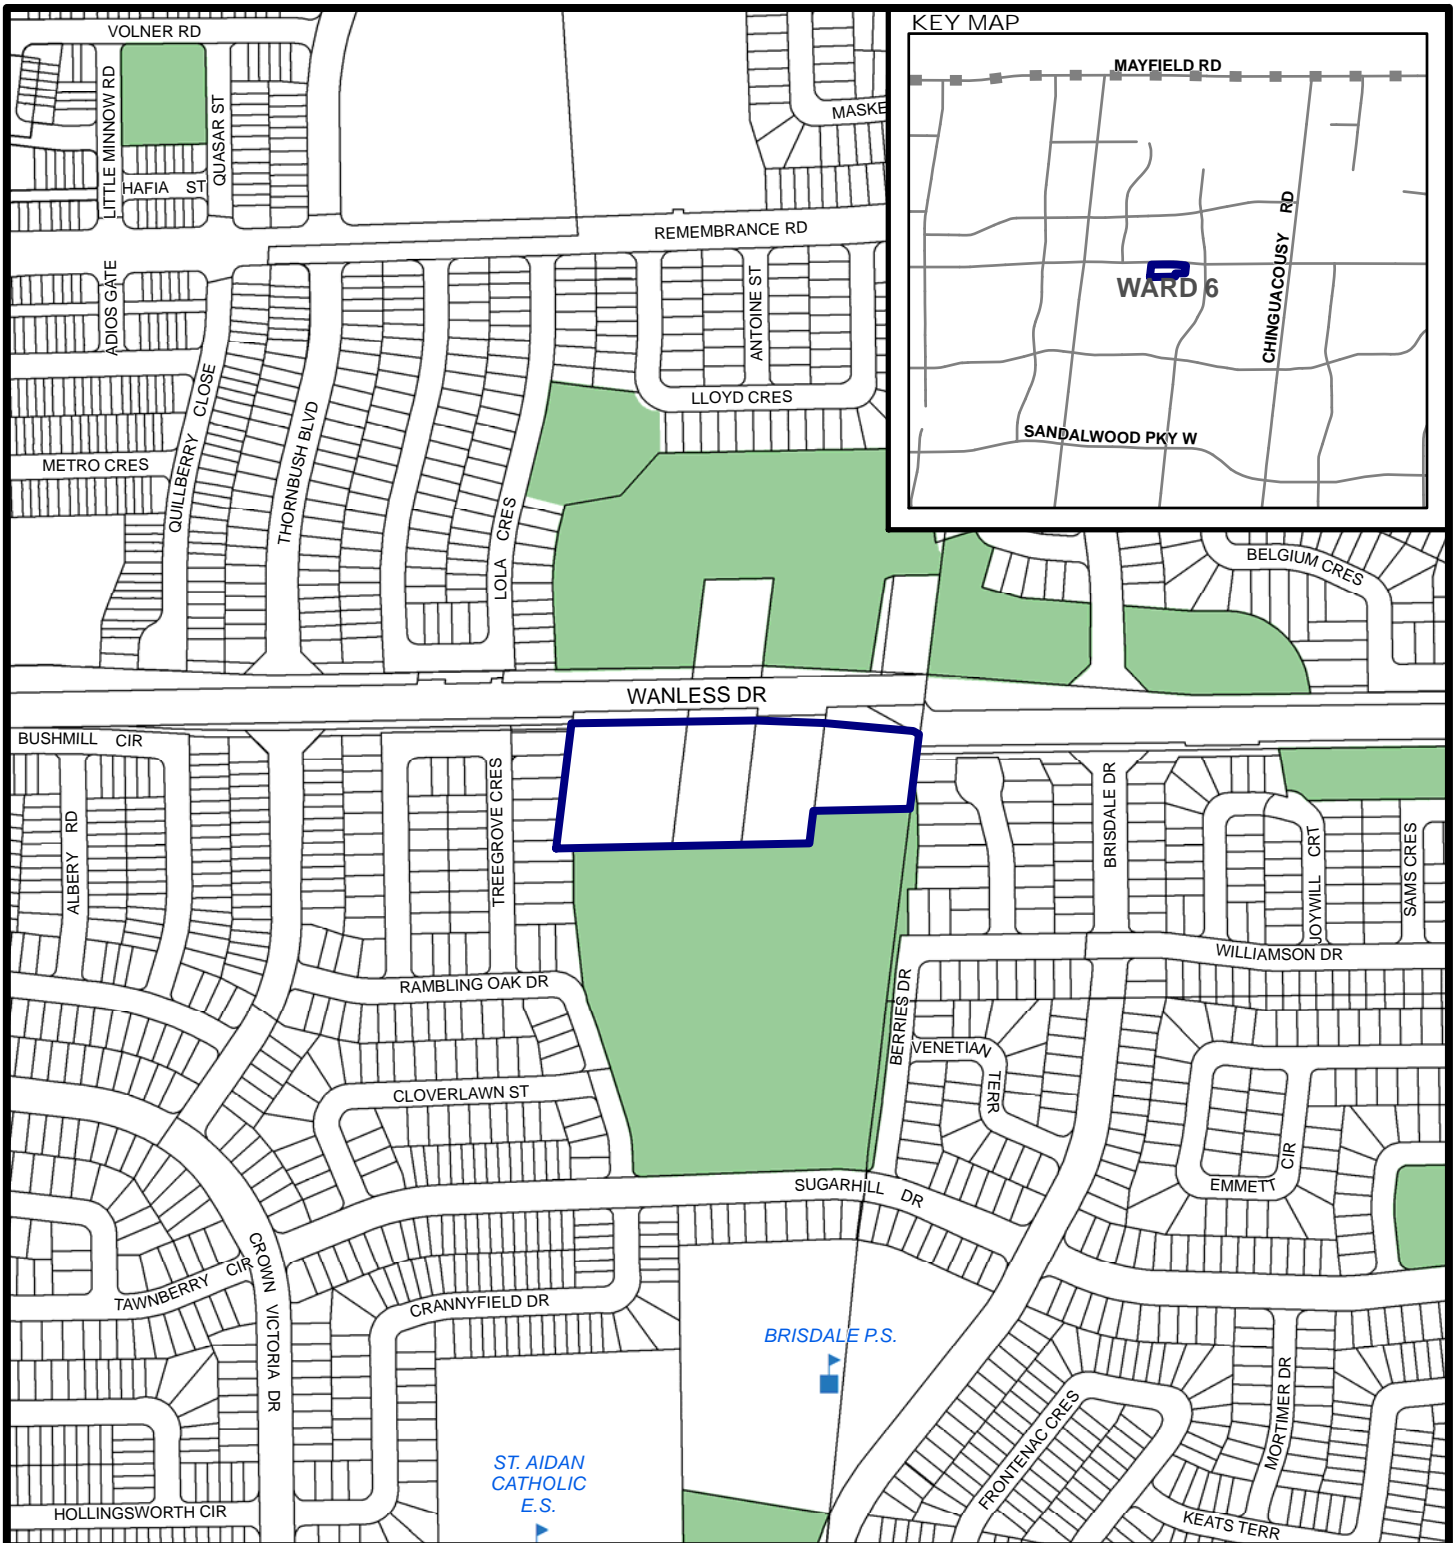 VOLNER RD
LITTLE MINNOW RD
QUASAR ST
HAFIA ST
MASKE
KEY MAP
MAYFIELD RD
CHINGUACOUSY RD
WARD 6
SANDALWOOD PKY W
REMEMBRANCE RD
ADIOS GATE
ANTOINE ST
LLOYD CRES
QUILLBERRY CLOSE
THORNBUSH BLVD
METRO CRES
LOLA CRES
BELGIUM CRES
WANLESS DR
BUSHMILL CIR
ALBERY RD
TREEGROVE CRES
BRISDALE DR
JOYWILL CRT
SAMS CRES
WILLIAMSON DR
RAMBLING OAK DR
BERRIES DR
VENETIAN
TERR
CLOVERLAWN ST
SUGARHILL DR
EMMETT CIR
CROWN VICTORIA DR
TAWNBERRY CIR
CRANNYFIELD DR
BRISDALE P.S.
MORTIMER DR
FRONTENAC CRES
ST. AIDAN
CATHOLIC
E.S.
HOLLINGSWORTH CIR
KEATS TERR